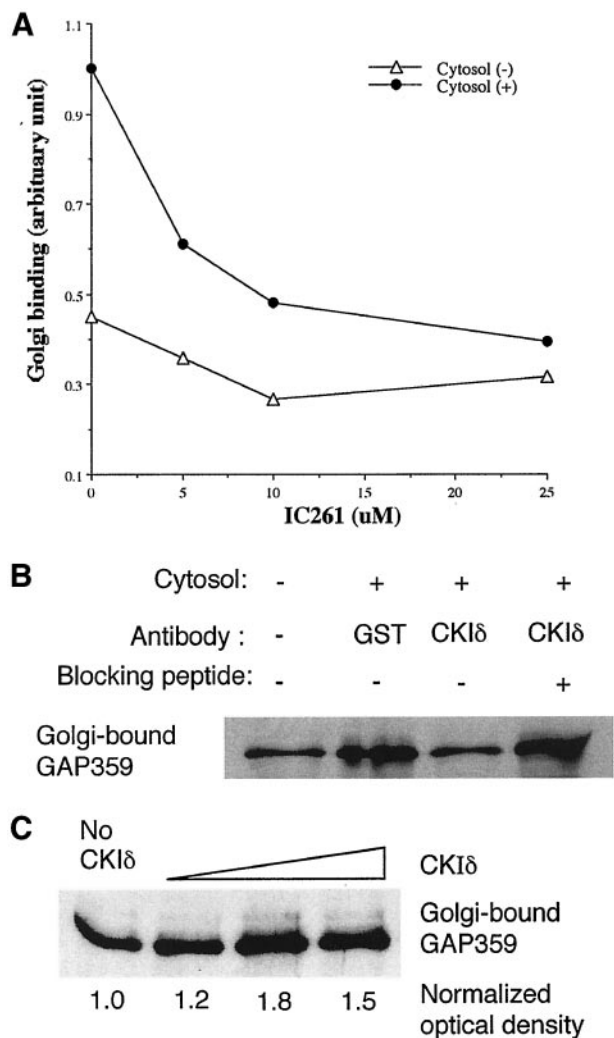 A
1.1
0.9
0.7
0.5
0.3
0.1
Golgi binding (arbituary unit)
Cytosol (-)
Cytosol (+)
0
5
10
15
20
25
IC261 (uM)
B
Cytosol: - + + +
Antibody : - GST CKIδ CKIδ
Blocking peptide: - - - +
Golgi-bound
GAP359
C
No
CKIδ
CKIδ
Golgi-bound
GAP359
1.0 1.2 1.8 1.5
Normalized
optical density